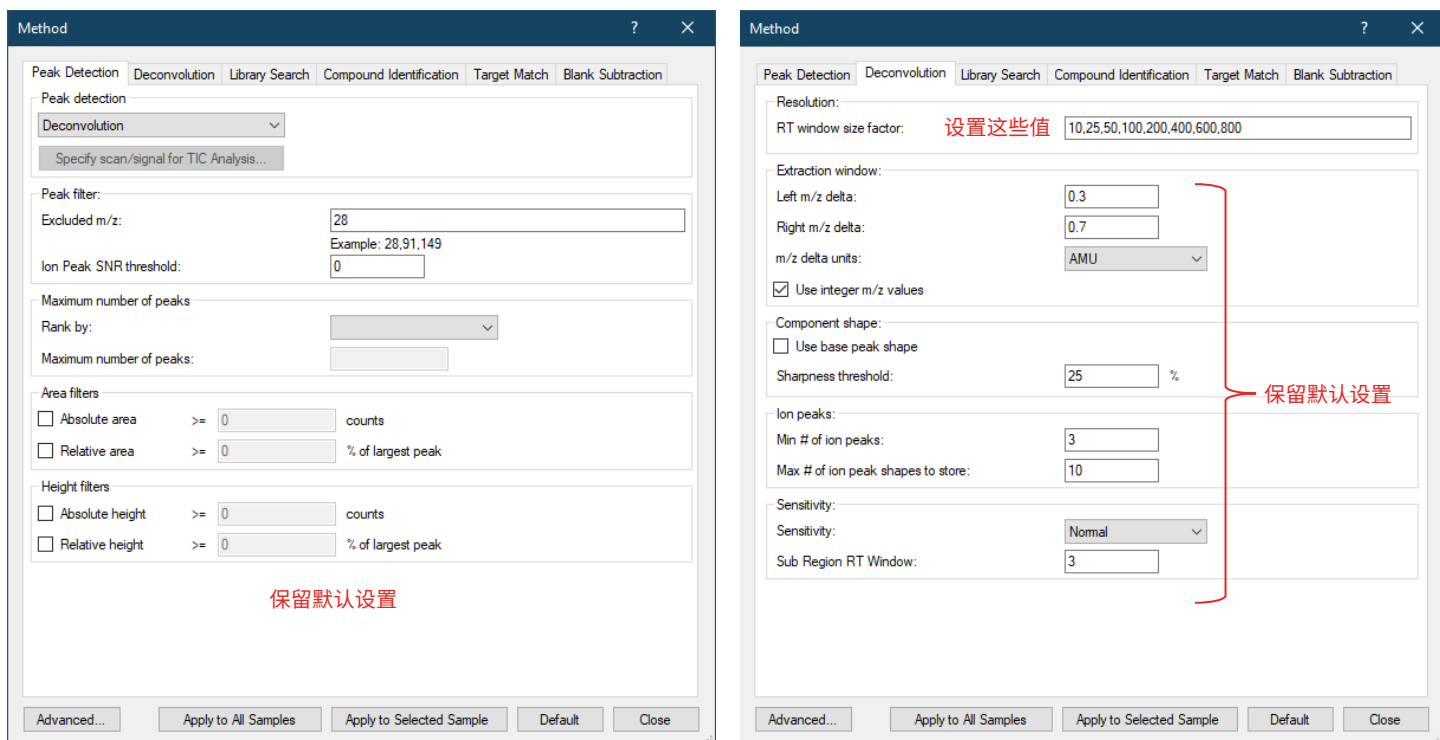 Method
?
Peak Detection
Deconvolution
Library Search
Compound Identification
Target Match
Blank Subtraction
Peak detection
Deconvolution
Specify scan/signal for TIC Analysis...
Peak filter:
Excluded m/z:
28
Example: 28,91,149
Ion Peak SNR threshold:
0
Maximum number of peaks
Rank by:
Maximum number of peaks:
Area filters
Absolute area >= 0 counts
Relative area >= 0 % of largest peak
Height filters
Absolute height >= 0 counts
Relative height >= 0 % of largest peak
保留默认设置
Advanced...
Apply to All Samples
Apply to Selected Sample
Default
Close
Method
?
Peak Detection
Deconvolution
Library Search
Compound Identification
Target Match
Blank Subtraction
Resolution:
RT window size factor:
设置这些值
10,25,50,100,200,400,600,800
Extraction window:
Left m/z delta:
0.3
Right m/z delta:
0.7
m/z delta units:
AMU
Use integer m/z values
Component shape:
Use base peak shape
Sharpness threshold:
25 %
保留默认设置
Ion peaks:
Min # of ion peaks:
3
Max # of ion peak shapes to store:
10
Sensitivity:
Sensitivity:
Normal
Sub Region RT Window:
3
Advanced...
Apply to All Samples
Apply to Selected Sample
Default
Close